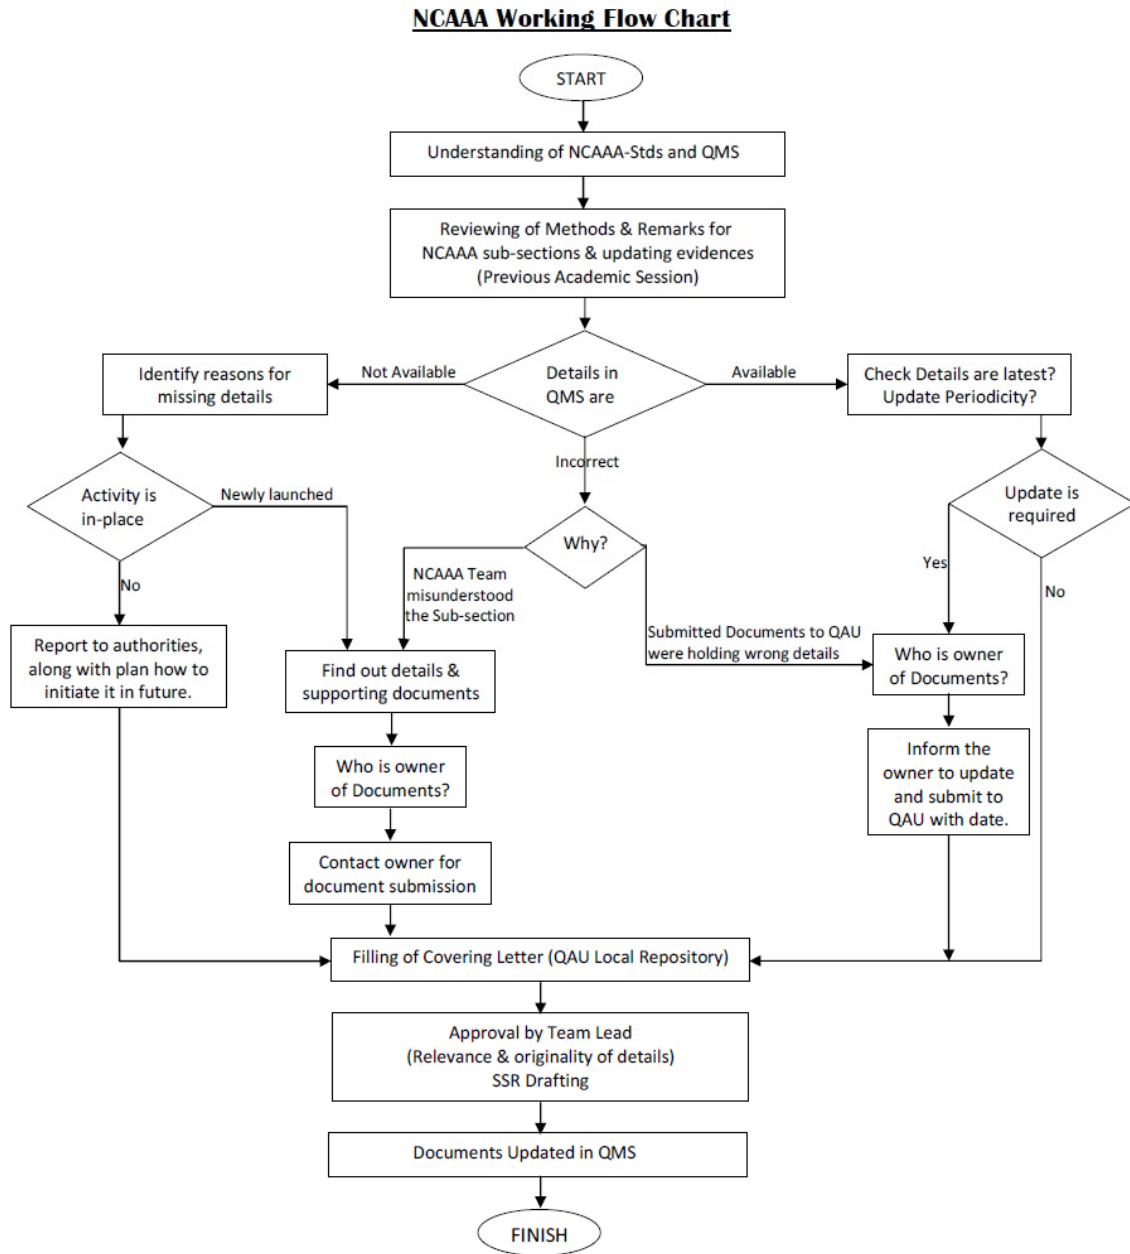 NCAAA Working Flow Chart
START
Understanding of NCAAA-Stds and QMS
Reviewing of Methods & Remarks for
NCAAA sub-sections & updating evidences
(Previous Academic Session)
Identify reasons for
missing details
Not Available
Details in
QMS are
Available
Check Details are latest?
Update Periodicity?
Incorrect
Activity is
in-place
Newly launched
Why?
Update is
required
No
NCAAA Team
misunderstood
the Sub-section
Yes
No
Report to authorities,
along with plan how to
initiate it in future.
Submitted Documents to QAU
were holding wrong details
Find out details &
supporting documents
Who is owner
of Documents?
Who is owner
of Documents?
Inform the
owner to update
and submit to
QAU with date.
Contact owner for
document submission
Filling of Covering Letter (QAU Local Repository)
Approval by Team Lead
(Relevance & originality of details)
SSR Drafting
Documents Updated in QMS
FINISH